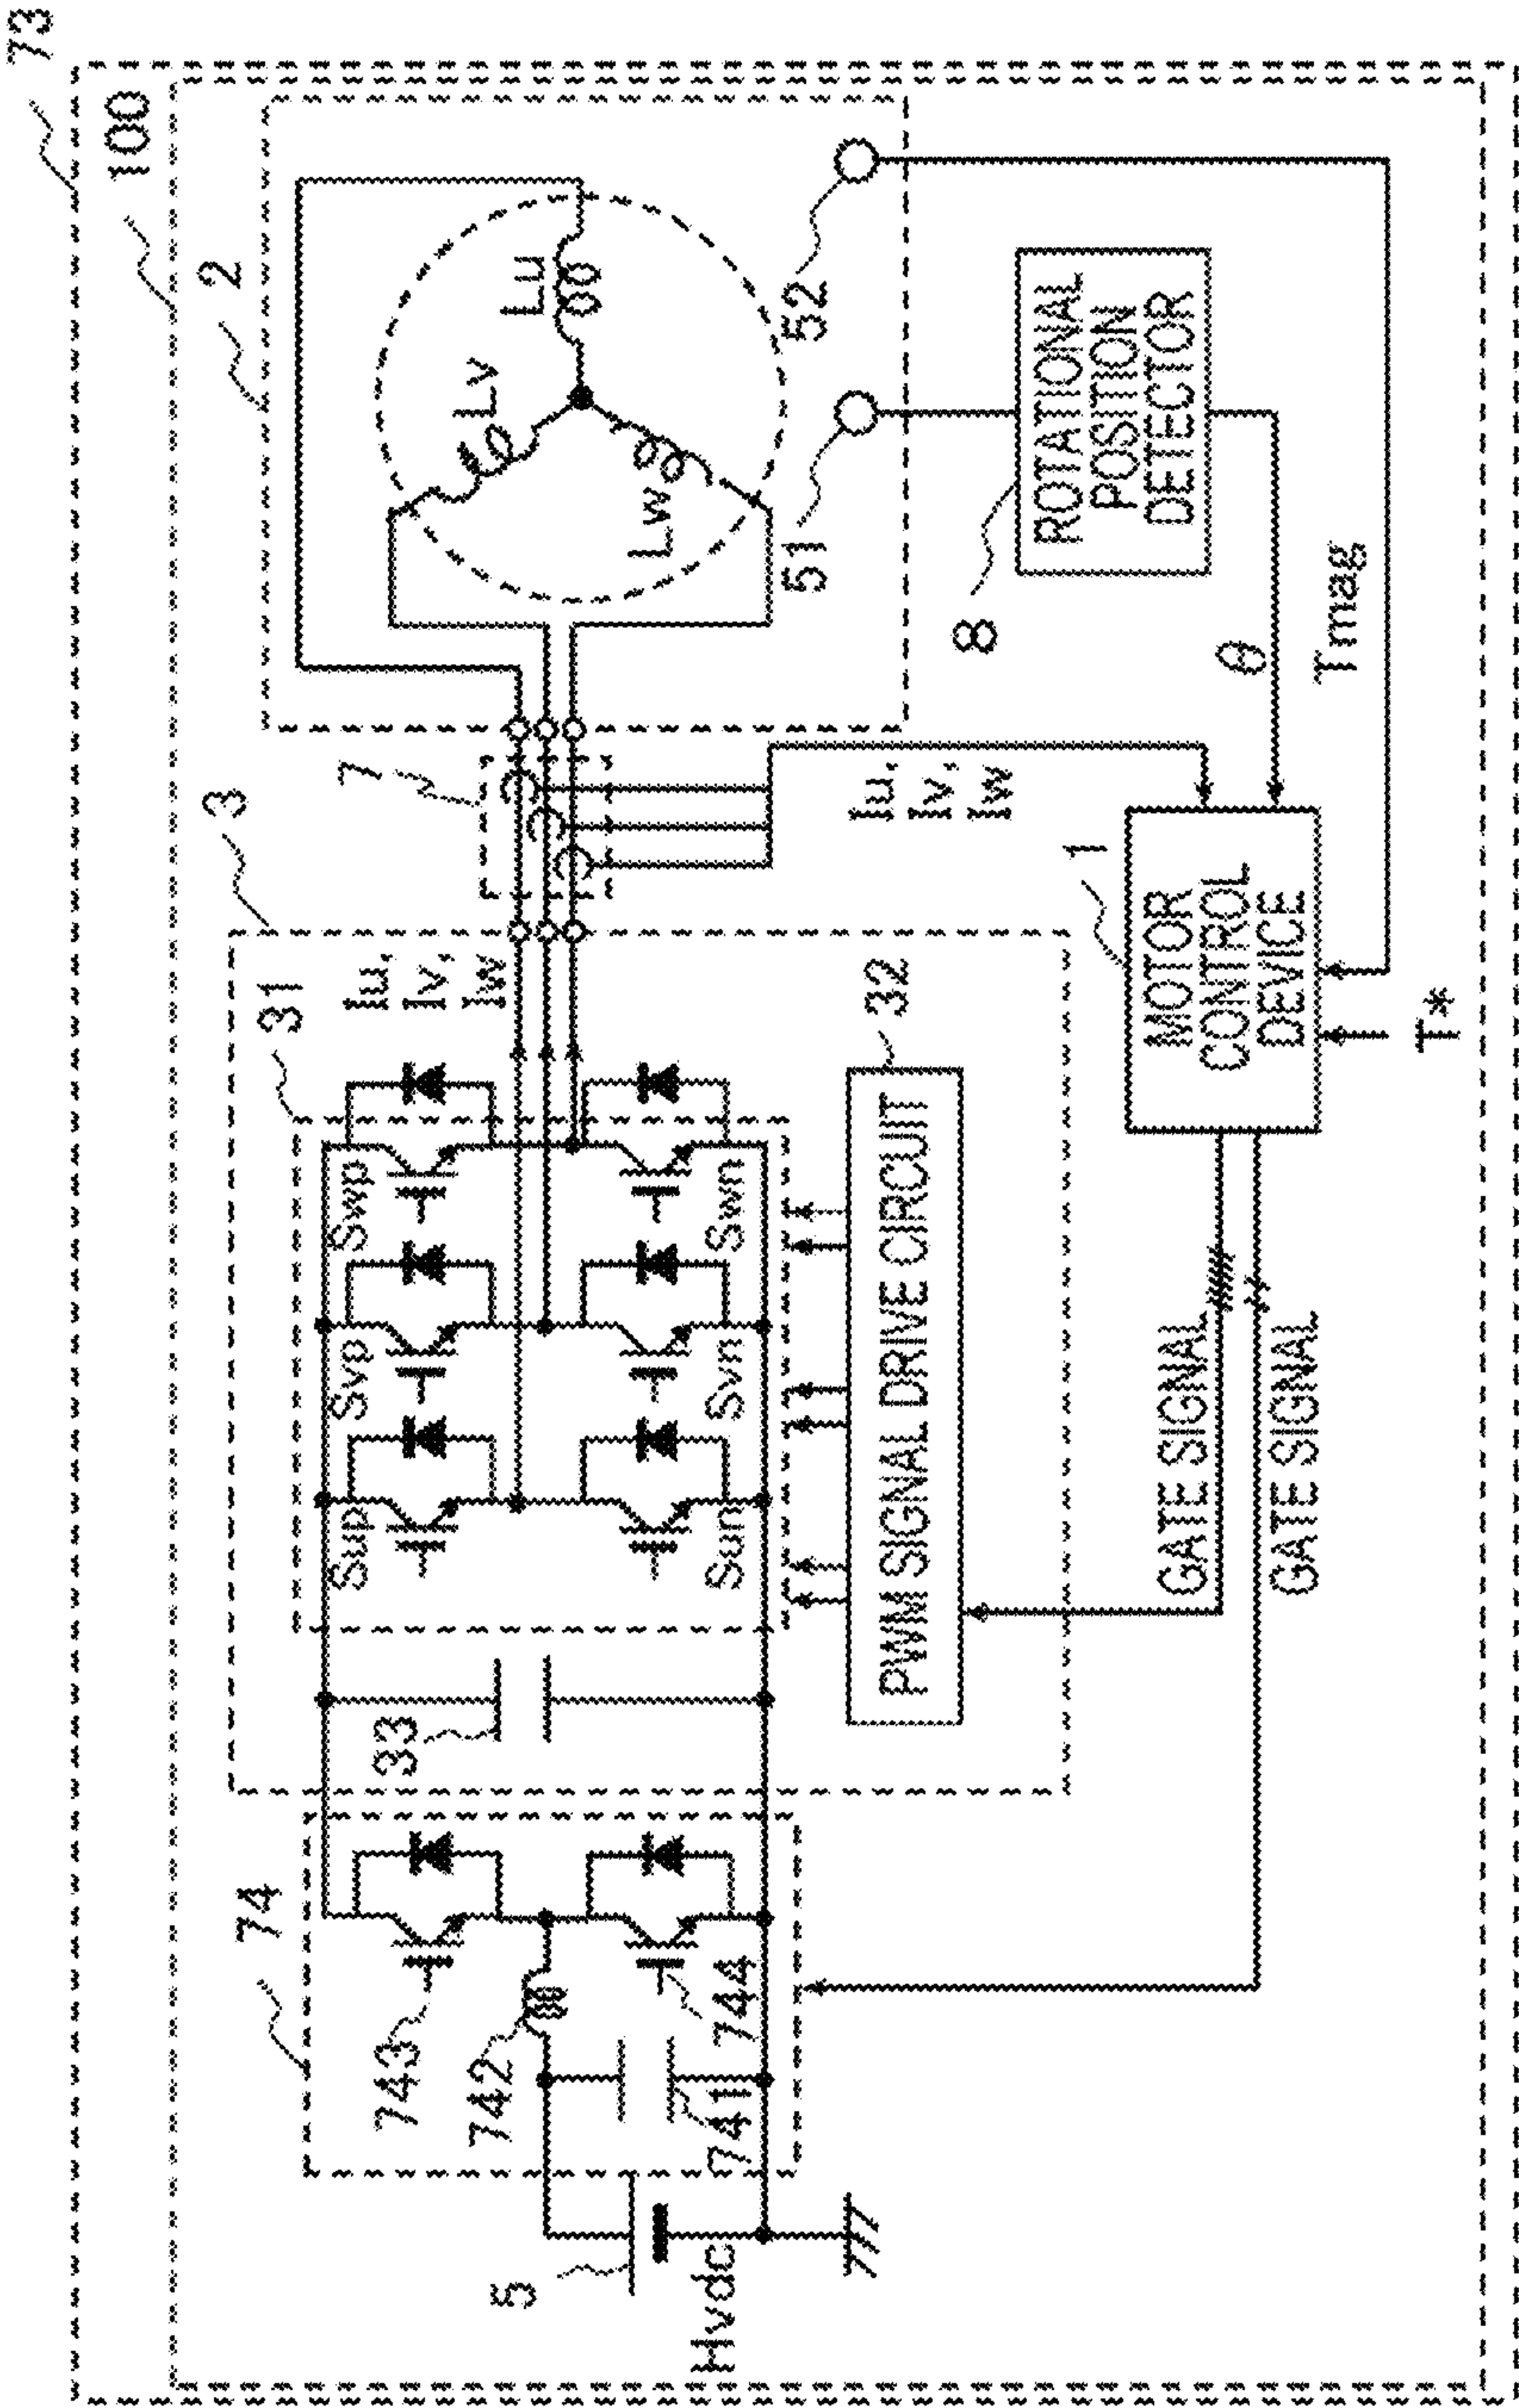 73
100
2
3
7
31
74
Iu,
Iv,
Iw
Lu
Lv
Lw
Swp
Svp
Sup
Swn
Svn
Sun
33
743
742
744
741
5
Hvdc
52
51
32
PWM SIGNAL DRIVE CIRCUIT
Iu,
Iv,
Iw
8
ROTATIONAL
POSITION
DETECTOR
θ
Tmag
1
MOTOR
CONTROL
DEVICE
T*
GATE SIGNAL
GATE SIGNAL